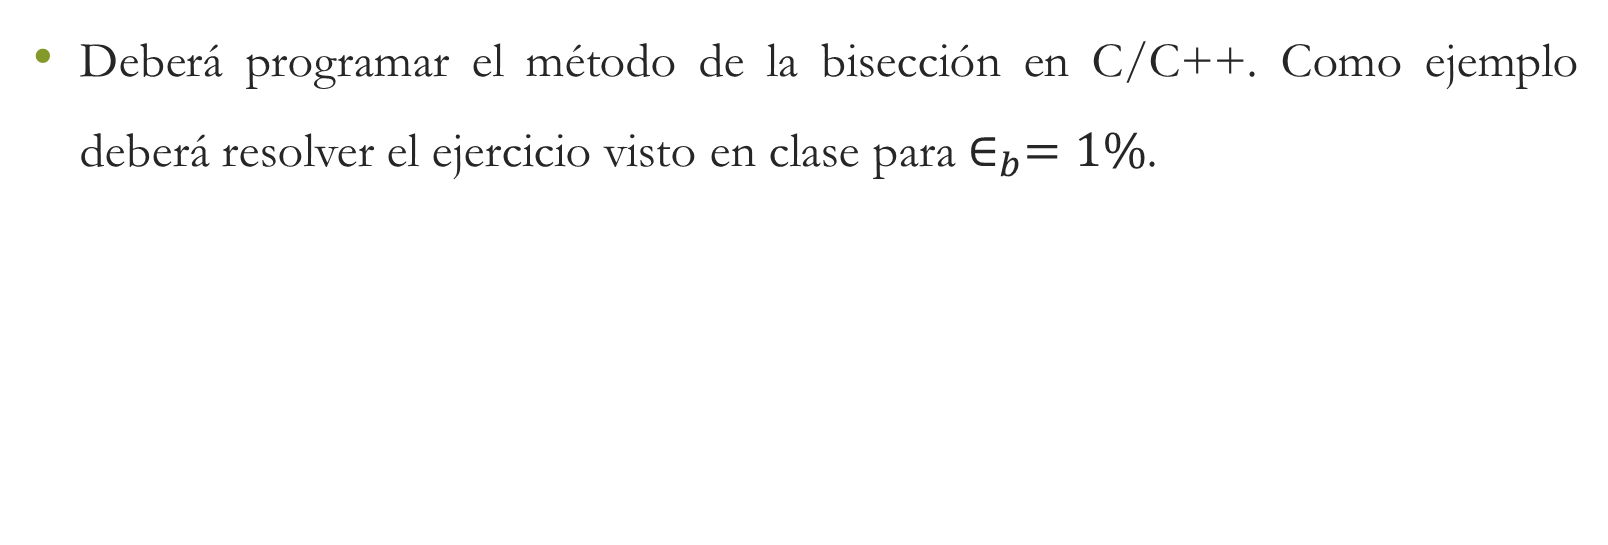 • Deberá programar el método de la bisección en C/C++. Como ejemplo
deberá resolver el ejercicio visto en clase para ∈b= 1%.